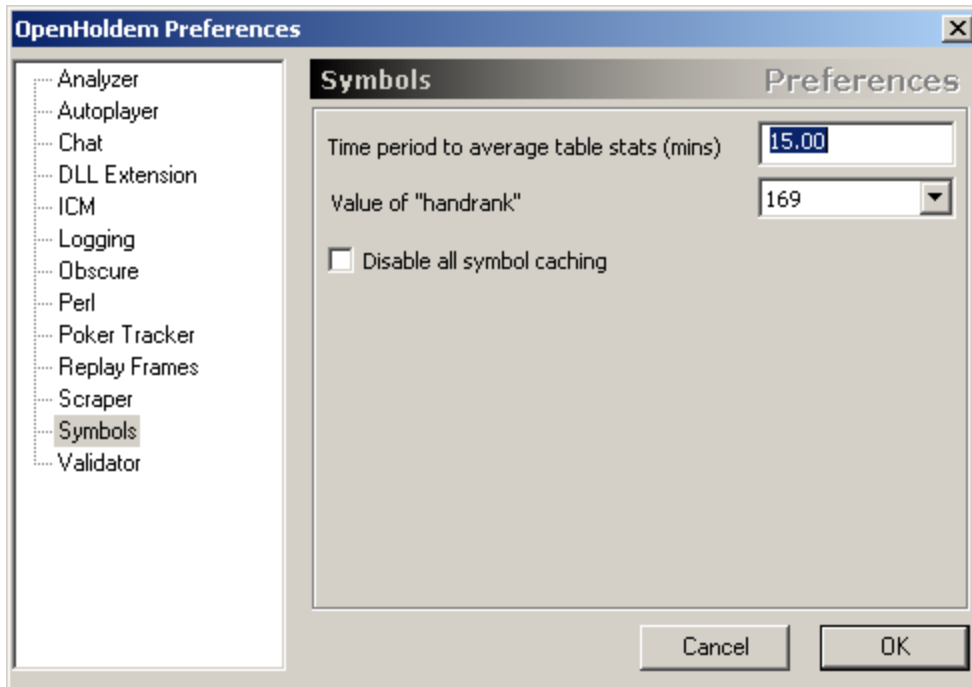 OpenHoldem Preferences
Analyzer
Autoplayer
Chat
DLL Extension
ICM
Logging
Obscure
Perl
Poker Tracker
Replay Frames
Scraper
Symbols
Validator
Symbols Preferences
Time period to average table stats (mins) 15.00
Value of "handrank" 169
Disable all symbol caching
Cancel OK